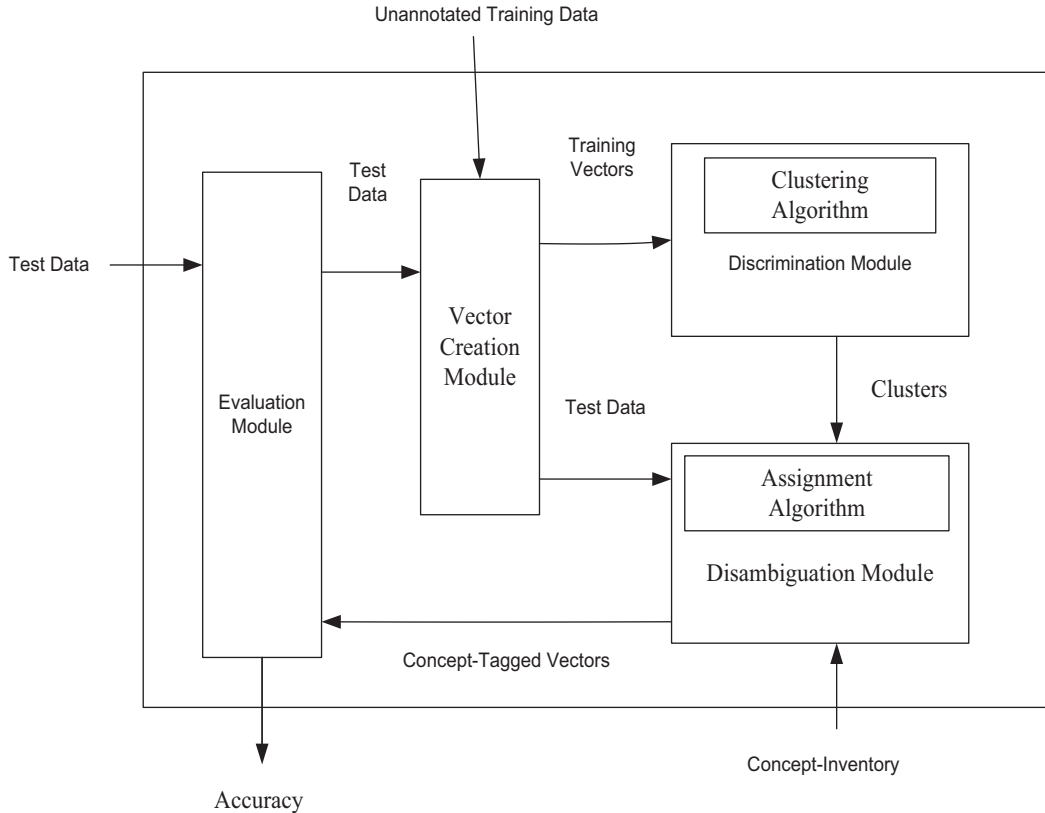 Unannotated Training Data
Training
Vectors
Test
Data
Clustering
Algorithm
Discrimination Module
Test Data
Vector
Creation
Module
Clusters
Evaluation
Module
Test Data
Assignment
Algorithm
Disambiguation Module
Concept-Tagged Vectors
Concept-Inventory
Accuracy